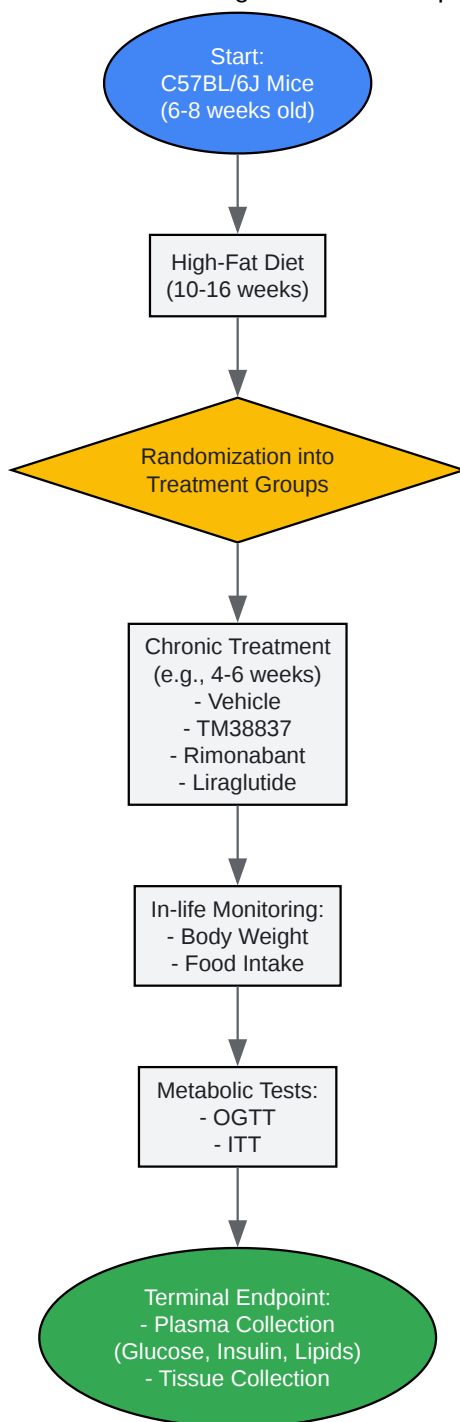 Start:
C57BL/6J Mice
(6-8 weeks old)
High-Fat Diet
(10-16 weeks)
Randomization into
Treatment Groups
Chronic Treatment
(e.g., 4-6 weeks)
- Vehicle
- TM38837
- Rimonabant
- Liraglutide
In-life Monitoring:
- Body Weight
- Food Intake
Metabolic Tests:
- OGTT
- ITT
Terminal Endpoint:
- Plasma Collection
(Glucose, Insulin, Lipids)
- Tissue Collection